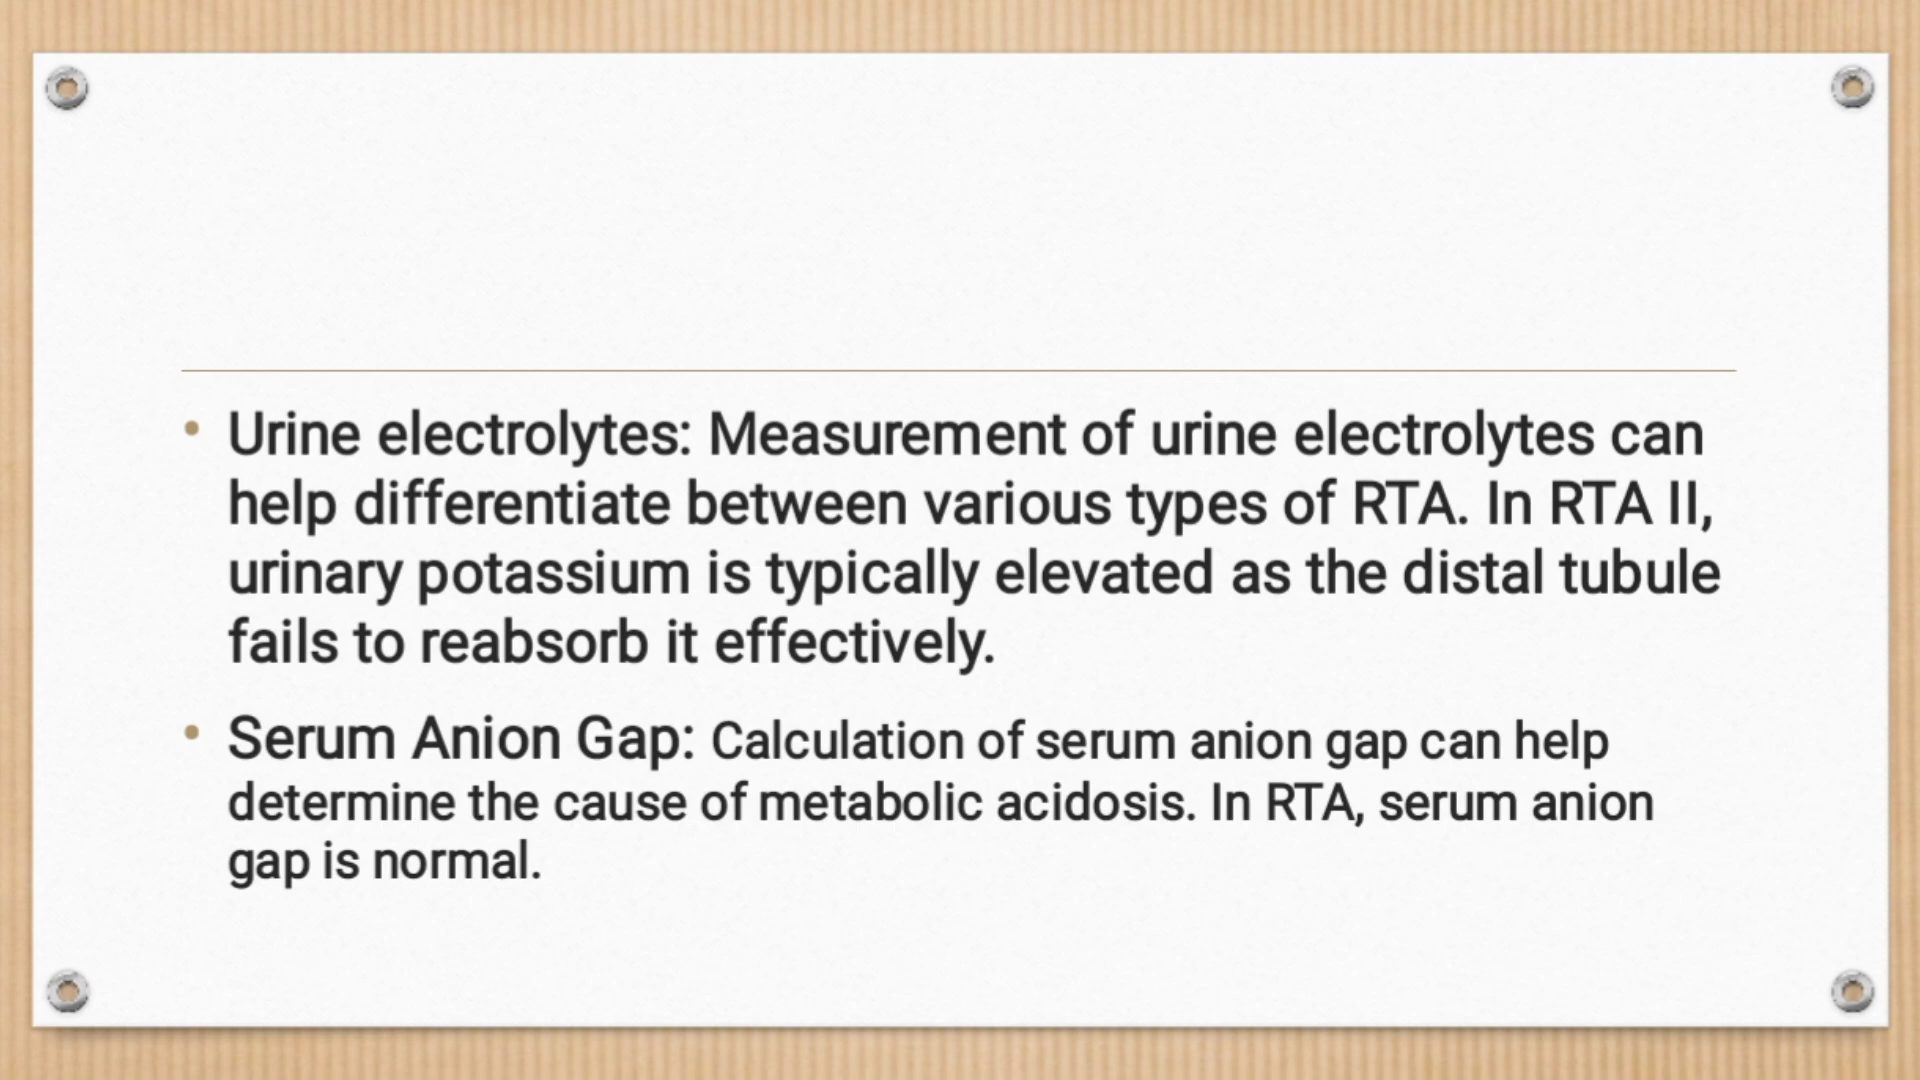 • Urine electrolytes: Measurement of urine electrolytes can
help differentiate between various types of RTA. In RTA II,
urinary potassium is typically elevated as the distal tubule
fails to reabsorb it effectively.
• Serum Anion Gap: Calculation of serum anion gap can help
determine the cause of metabolic acidosis. In RTA, serum anion
gap is normal.